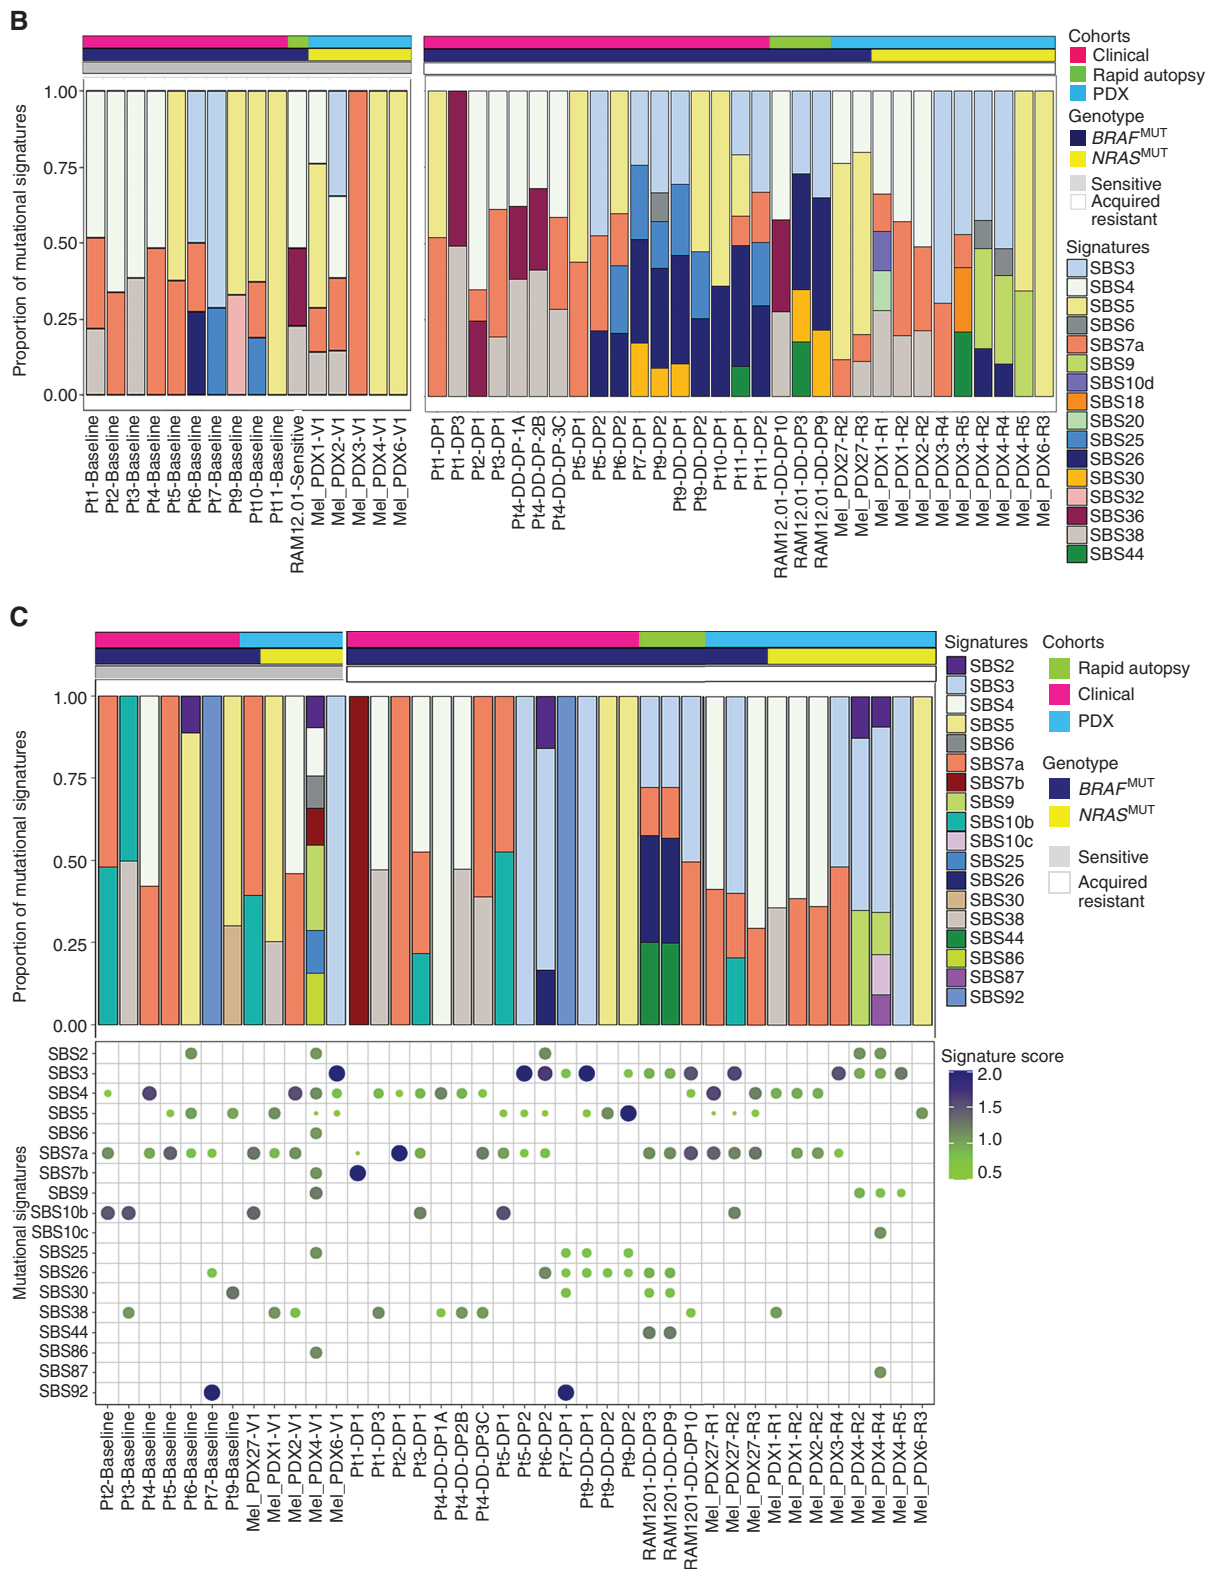 B
Cohorts
Clinical
Rapid autopsy
PDX
Genotype
BRAFMUT
NRASMUT
Sensitive
Acquired
resistant
Signatures
SBS3
SBS4
SBS5
SBS6
SBS7a
SBS9
SBS10d
SBS18
SBS20
SBS25
SBS26
SBS30
SBS32
SBS36
SBS38
SBS44
Proportion of mutational signatures
1.00
0.75
0.50
0.25
0.00
Pt1-Baseline
Pt2-Baseline
Pt3-Baseline
Pt4-Baseline
Pt5-Baseline
Pt6-Baseline
Pt7-Baseline
Pt9-Baseline
Pt10-Baseline
Pt11-Baseline
RAM12.01-Sensitive
Mel_PDX1-V1
Mel_PDX2-V1
Mel_PDX3-V1
Mel_PDX4-V1
Mel_PDX6-V1
Pt1-DP1
Pt1-DP3
Pt2-DP1
Pt3-DP1
Pt4-DD-DP-1A
Pt4-DD-DP-2B
Pt4-DD-DP-3C
Pt5-DP1
Pt5-DP2
Pt6-DP2
Pt7-DP1
Pt9-DP2
Pt9-DD-DP1
Pt9-DD-DP2
Pt10-DP1
Pt11-DP1
Pt11-DP2
RAM12.01-DD-DP10
RAM12.01-DD-DP3
RAM12.01-DD-DP9
Mel_PDX27-R2
Mel_PDX27-R3
Mel_PDX1-R1
Mel_PDX1-R2
Mel_PDX2-R2
Mel_PDX3-R4
Mel_PDX3-R5
Mel_PDX4-R2
Mel_PDX4-R4
Mel_PDX4-R5
Mel_PDX6-R3
C
Signatures
SBS2
SBS3
SBS4
SBS5
SBS6
SBS7a
SBS7b
SBS9
SBS10b
SBS10c
SBS25
SBS26
SBS30
SBS38
SBS44
SBS86
SBS87
SBS92
Cohorts
Rapid autopsy
Clinical
PDX
Genotype
BRAFMUT
NRASMUT
Sensitive
Acquired
resistant
Proportion of mutational signatures
1.00
0.75
0.50
0.25
0.00
Mutational signatures
SBS2
SBS3
SBS4
SBS5
SBS6
SBS7a
SBS7b
SBS9
SBS10b
SBS10c
SBS25
SBS26
SBS30
SBS38
SBS44
SBS86
SBS87
SBS92
Signature score
2.0
1.5
1.0
0.5
Pt2-Baseline
Pt3-Baseline
Pt4-Baseline
Pt5-Baseline
Pt6-Baseline
Pt7-Baseline
Pt9-Baseline
Mel_PDX27-V1
Mel_PDX1-V1
Mel_PDX2-V1
Mel_PDX4-V1
Mel_PDX6-V1
Pt1-DP1
Pt1-DP3
Pt2-DP1
Pt3-DP1
Pt4-DD-DP1A
Pt4-DD-DP2B
Pt4-DD-DP3C
Pt5-DP1
Pt5-DP2
Pt6-DP2
Pt7-DP1
Pt9-DD-DP1
Pt9-DD-DP2
Pt9-DP2
RAM1201-DD-DP3
RAM1201-DD-DP9
RAM1201-DD-DP10
Mel_PDX27-R1
Mel_PDX27-R2
Mel_PDX27-R3
Mel_PDX1-R1
Mel_PDX1-R2
Mel_PDX2-R2
Mel_PDX3-R4
Mel_PDX4-R2
Mel_PDX4-R4
Mel_PDX4-R5
Mel_PDX6-R3